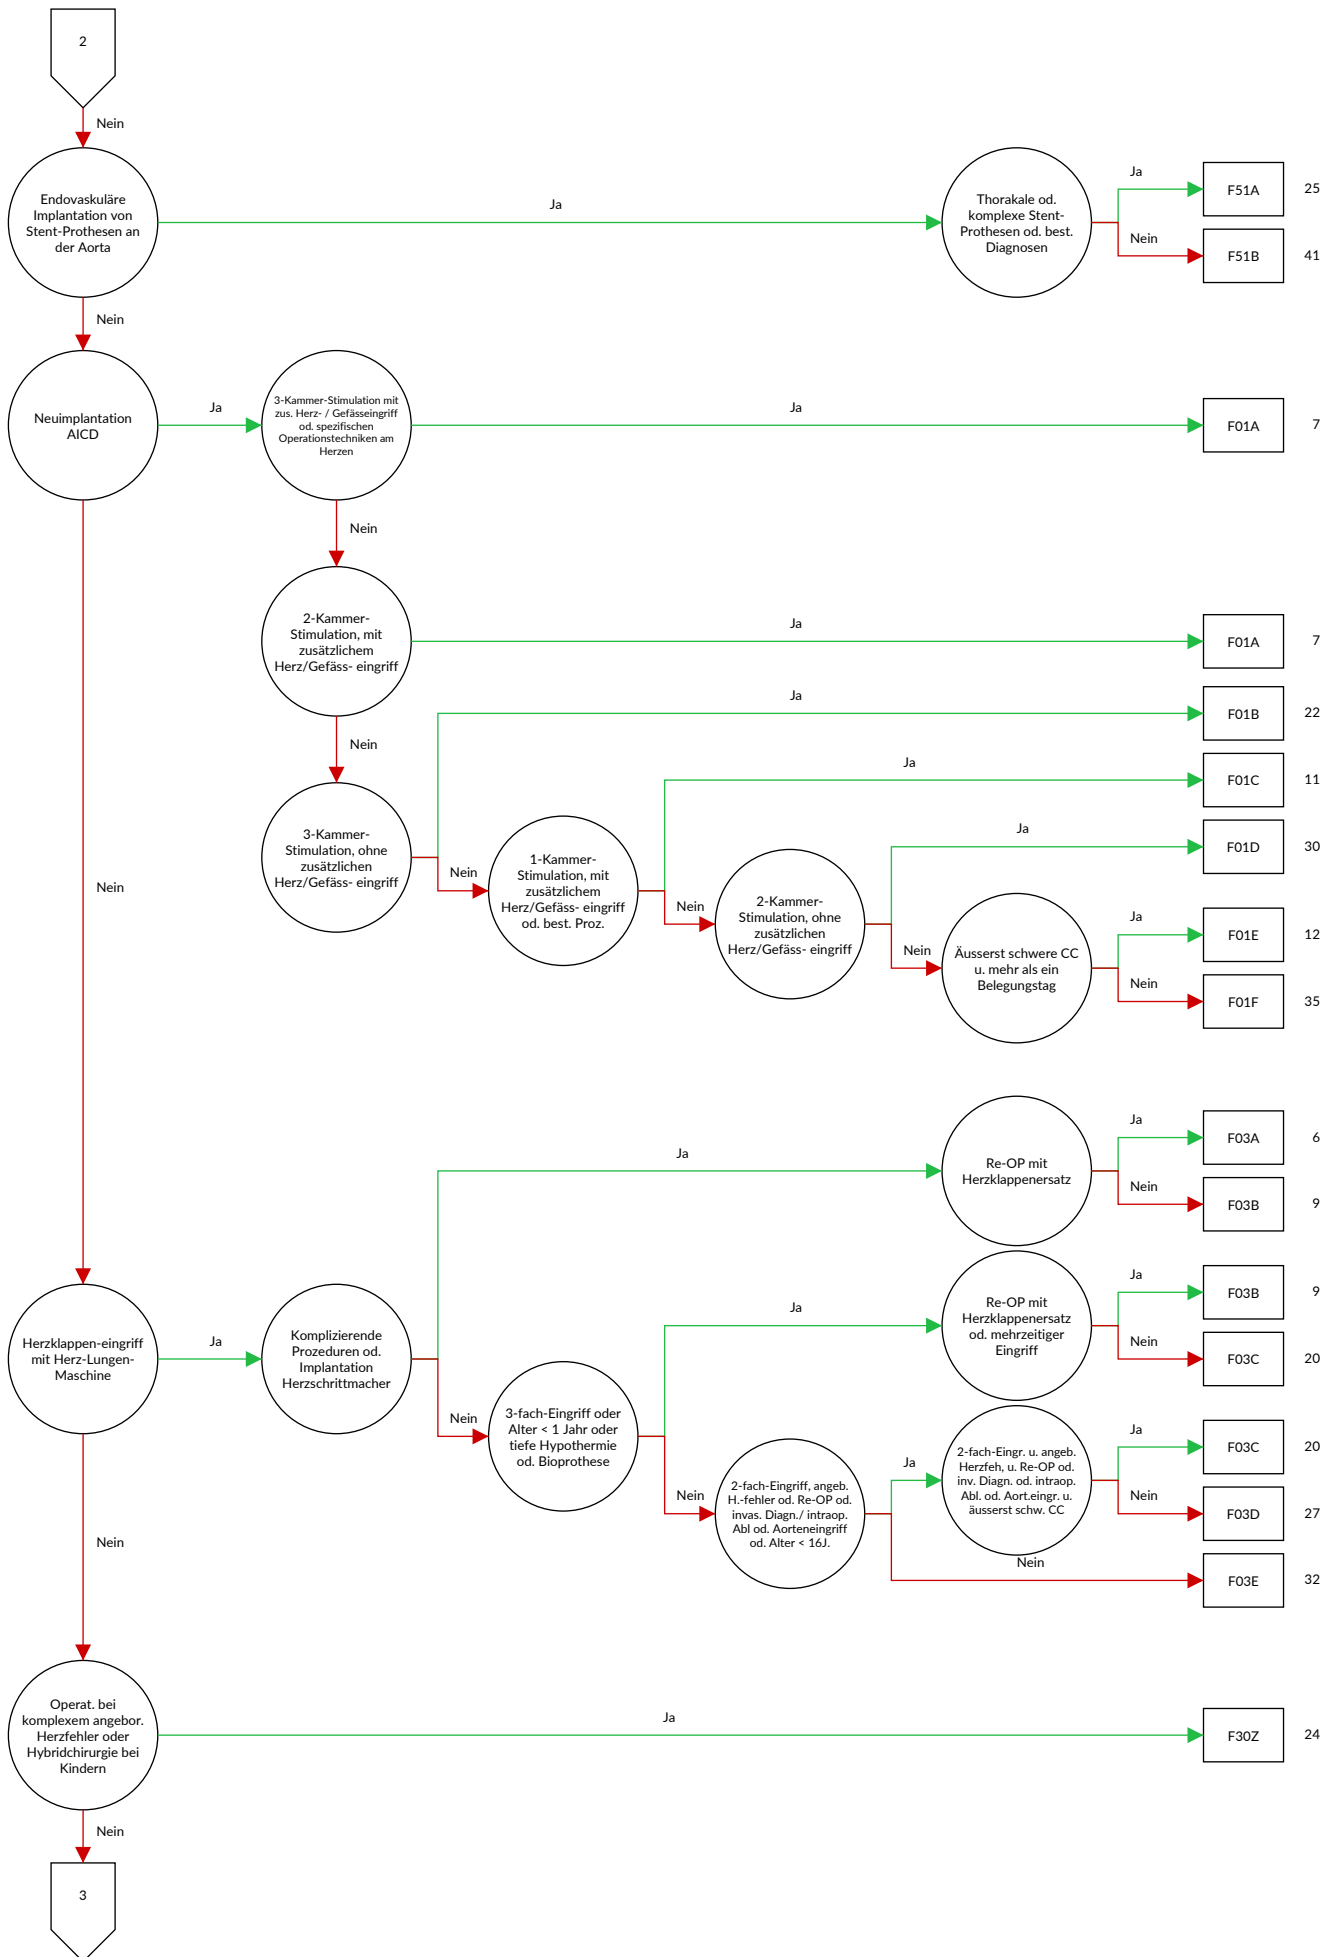 2
Nein
Endovaskuläre
Implantation von
Stent-Prothesen an
der Aorta
Ja
Thorakale od.
komplexe Stent-
Prothesen od. best.
Diagnosen
Ja
F51A
25
Nein
F51B
41
Nein
Neuimplantation
AICD
Ja
3-Kammer-Stimulation mit
zus. Herz- / Gefässeingriff
od. spezifischen
Operationstechniken am
Herzen
Ja
F01A
7
Nein
2-Kammer-
Stimulation, mit
zusätzlichem
Herz/Gefäss- eingriff
Ja
F01A
7
Nein
3-Kammer-
Stimulation, ohne
zusätzlichen
Herz/Gefäss- eingriff
Ja
F01B
22
Nein
1-Kammer-
Stimulation, mit
zusätzlichem
Herz/Gefäss- eingriff
od. best. Proz.
Ja
F01C
11
Nein
2-Kammer-
Stimulation, ohne
zusätzlichen
Herz/Gefäss- eingriff
Ja
F01D
30
Nein
Äusserst schwere CC
u. mehr als ein
Belegungstag
Ja
F01E
12
Nein
F01F
35
Nein
Herzklappen-eingriff
mit Herz-Lungen-
Maschine
Ja
Komplizierende
Prozeduren od.
Implantation
Herzschrittmacher
Ja
Re-OP mit
Herzklappenersatz
Ja
F03A
6
Nein
F03B
9
Nein
3-fach-Eingriff oder
Alter < 1 Jahr oder
tiefe Hypothermie
od. Bioprothese
Ja
Re-OP mit
Herzklappenersatz
od. mehrzeitiger
Eingriff
Ja
F03B
9
Nein
F03C
20
Nein
2-fach-Eingriff, angeb.
H.-fehler od. Re-OP od.
invas. Diagn./ intraop.
Abl od. Aorteneingriff
od. Alter < 16J.
Ja
2-fach-Eingr. u. angeb.
Herzfeh, u. Re-OP od.
inv. Diagn. od. intraop.
Abl. od. Aort.eingr. u.
äusserst schw. CC
Ja
F03C
20
Nein
F03D
27
Nein
F03E
32
Nein
Operat. bei
komplexem angebor.
Herzfehler oder
Hybridchirurgie bei
Kindern
Ja
F30Z
24
Nein
3